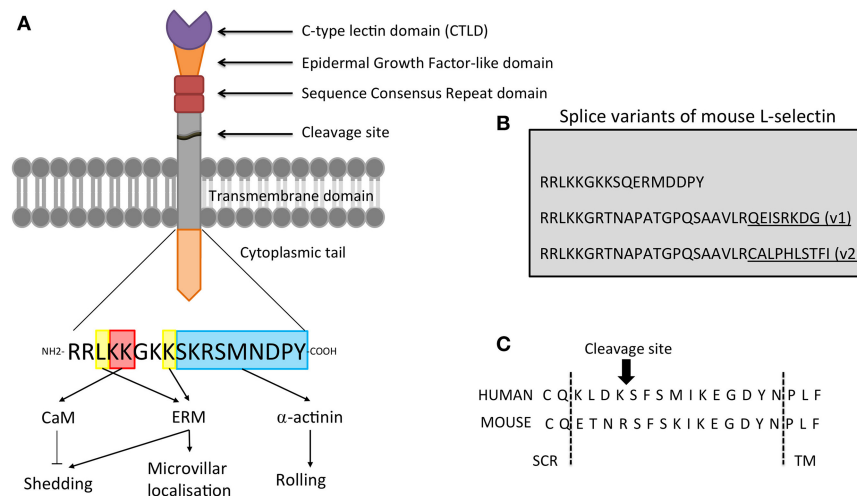 A
C-type lectin domain (CTLD)
Epidermal Growth Factor-like domain
Sequence Consensus Repeat domain
Cleavage site
Transmembrane domain
Cytoplasmic tail
NH2-RRLKKGKKSKRSMNDPY-COOH
CaM
ERM
α-actinin
Shedding
Microvillar
localisation
Rolling
B
Splice variants of mouse L-selectin
RRLKKGKKSQERMDDPY
RRLKKGRTNAPATGPQSAAVLRQEISRKDG (v1)
RRLKKGRTNAPATGPQSAAVLRCALPHLSTFI (v2
C
Cleavage site
HUMAN C Q K L D K S F S M I K E G D Y N P L F
MOUSE C Q E T N R S F S K I K E G D Y N P L F
SCR
TM